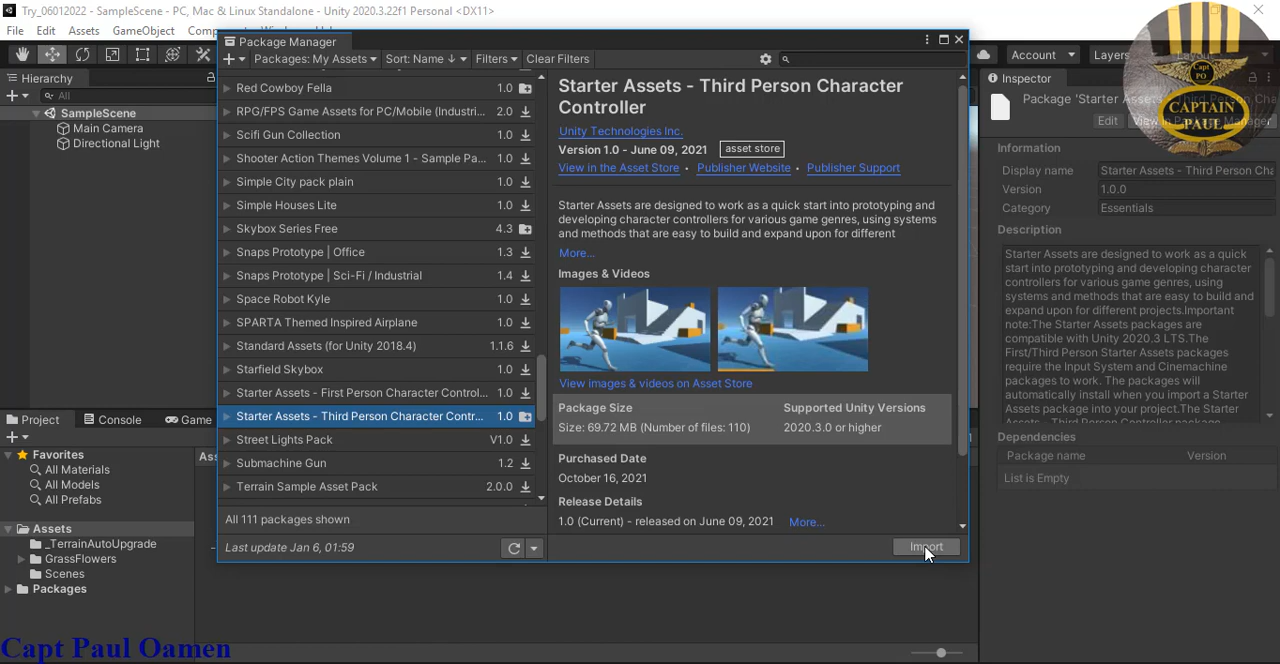 Try_06012022 - SampleScene - PC, Mac & Linux Standalone - Unity 2020.3.22f1 Personal <DX11>
File Edit Assets GameObject
Account Layers
Package Manager
Packages: My Assets Sort: Name ↓ Filters Clear Filters
Hierarchy
All
SampleScene
Main Camera
Directional Light
Red Cowboy Fella 1.0
RPG/FPS Game Assets for PC/Mobile (Industri... 2.0
Scifi Gun Collection 1.0
Shooter Action Themes Volume 1 - Sample Pa... 1.0
Simple City pack plain 1.0
Simple Houses Lite 1.0
Skybox Series Free 4.3
Snaps Prototype | Office 1.3
Snaps Prototype | Sci-Fi / Industrial 1.4
Space Robot Kyle 1.0
SPARTA Themed Inspired Airplane 1.0
Standard Assets (for Unity 2018.4) 1.1.6
Starfield Skybox 1.0
Starter Assets - First Person Character Control... 1.0
Starter Assets - Third Person Character Contr... 1.0
Street Lights Pack V1.0
Submachine Gun 1.2
Terrain Sample Asset Pack 2.0.0
All 111 packages shown
Last update Jan 6, 01:59
Starter Assets - Third Person Character
Controller
Unity Technologies Inc.
Version 1.0 - June 09, 2021 asset store
View in the Asset Store • Publisher Website • Publisher Support
Starter Assets are designed to work as a quick start into prototyping and
developing character controllers for various game genres, using systems
and methods that are easy to build and expand upon for different
More...
Images & Videos
View images & videos on Asset Store
Package Size Supported Unity Versions
Size: 69.72 MB (Number of files: 110) 2020.3.0 or higher
Purchased Date
October 16, 2021
Release Details
1.0 (Current) - released on June 09, 2021 More...
Import
Inspector
Package 'Starter Assets - Third Person Cha
Edit View in Package Manager
Information
Display name Starter Assets - Third Person Cha
Version 1.0.0
Category Essentials
Description
Starter Assets are designed to work as a quick
start into prototyping and developing character
controllers for various game genres, using
systems and methods that are easy to build and
expand upon for different projects.Important
note:The Starter Assets packages are
compatible with Unity 2020.3 LTS.The
First/Third Person Starter Assets packages
require the Input System and Cinemachine
packages to work. The packages will
automatically install when you import a Starter
Assets package into your project.The Starter
Assets - Third Person Controller package
Dependencies
Package name Version
List is Empty
Capt
PO
CAPTAIN
PAUL
Project Console Game
Favorites
All Materials
All Models
All Prefabs
Assets
_TerrainAutoUpgrade
GrassFlowers
Scenes
Packages
Capt Paul Oamen